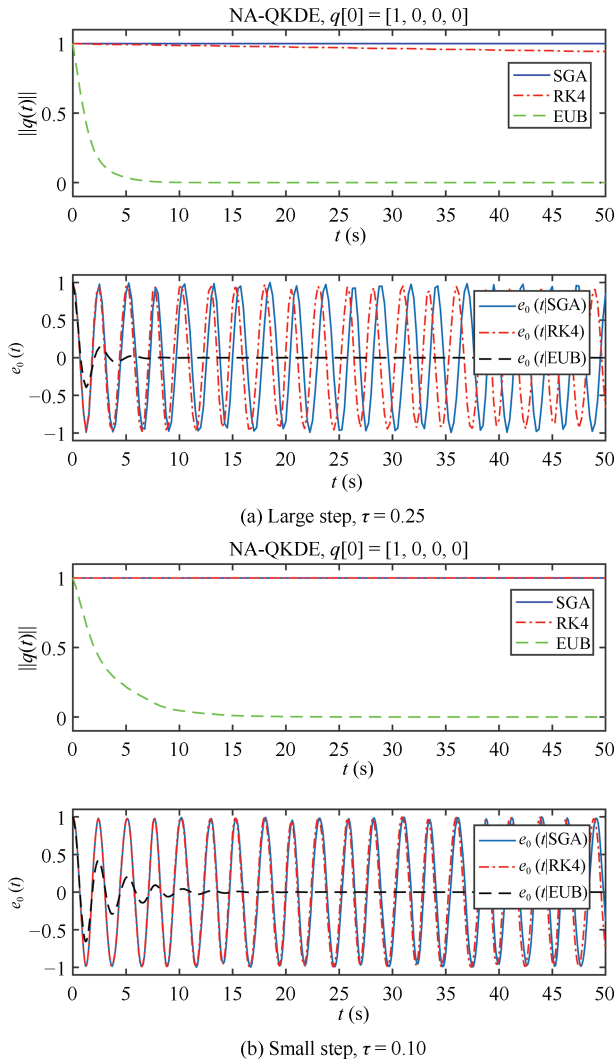 NA-QKDE, q[0] = [1, 0, 0, 0]
||q(t)||
1
0.5
0
SGA
RK4
EUB
0 5 10 15 20 25 30 35 40 45 50
t (s)
e₀ (t)
1
0.5
0
−0.5
−1
e₀ (t|SGA)
e₀ (t|RK4)
e₀ (t|EUB)
0 5 10 15 20 25 30 35 40 45 50
t (s)
(a) Large step, τ = 0.25
NA-QKDE, q[0] = [1, 0, 0, 0]
||q(t)||
1
0.5
0
SGA
RK4
EUB
0 5 10 15 20 25 30 35 40 45 50
t (s)
e₀ (t)
1
0.5
0
−0.5
−1
e₀ (t|SGA)
e₀ (t|RK4)
e₀ (t|EUB)
0 5 10 15 20 25 30 35 40 45 50
t (s)
(b) Small step, τ = 0.10